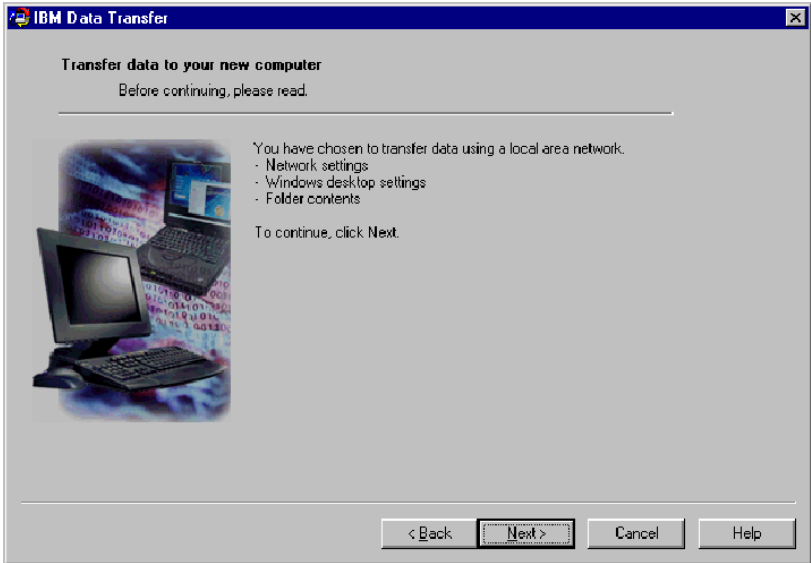 IBM Data Transfer
Transfer data to your new computer
Before continuing, please read.
You have chosen to transfer data using a local area network.
- Network settings
- Windows desktop settings
- Folder contents
To continue, click Next.
< Back
Next >
Cancel
Help